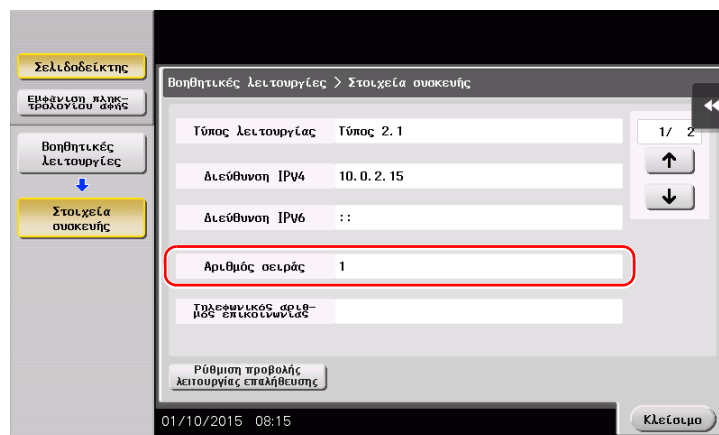 Σελιδοδείκτης
Εμφάνιση πληκ-
τρολογίου αφής
Βοηθητικές
λειτουργίες
Στοιχεία
συσκευής
Βοηθητικές λειτουργίες > Στοιχεία συσκευής
Τύπος λειτουργίας Τύπος 2.1
1/ 2
Διεύθυνση IPV4 10.0.2.15
Διεύθυνση IPV6 ::
Αριθμός σειράς 1
Τηλεφωνικός αριθ-
μός επικοινωνίας
Ρύθμιση προβολής
λειτουργίας επαλήθευσης
01/10/2015 08:15
Κλείσιμο